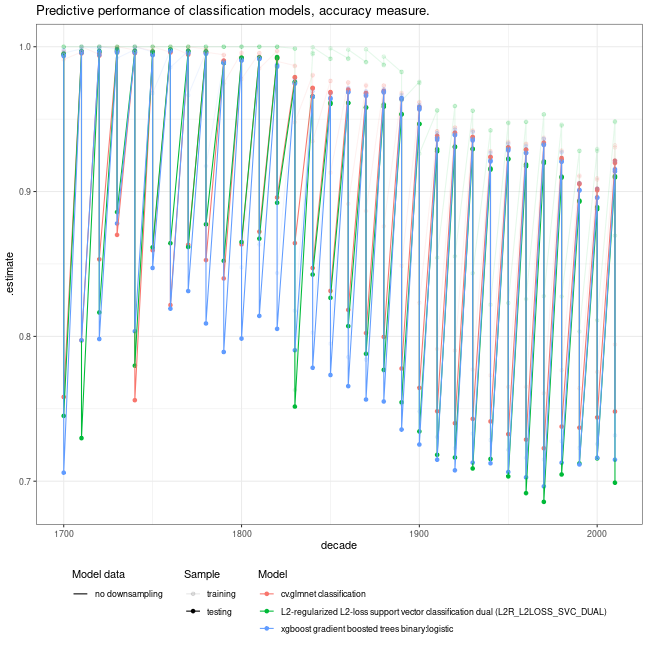 Predictive performance of classification models, accuracy measure.
1.0
0.9
0.8
0.7
.estimate
1700
1800
1900
2000
decade
Model data
no downsampling
Sample
training
testing
Model
cv.glmnet classification
L2-regularized L2-loss support vector classification dual (L2R_L2LOSS_SVC_DUAL)
xgboost gradient boosted trees binary:logistic